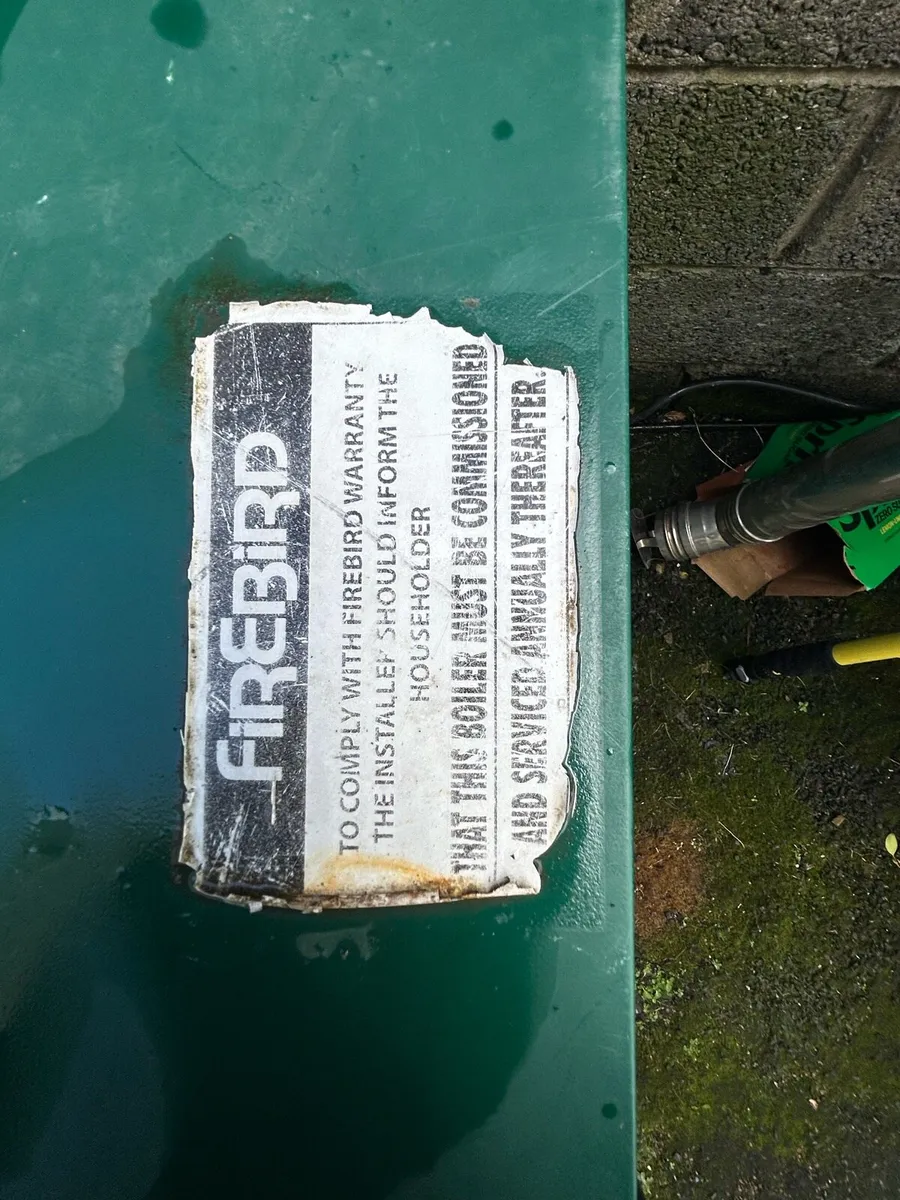 FIREBIRD
TO COMPLY WITH FIREBIRD WARRANTY
THE INSTALLER SHOULD INFORM THE
HOUSEHOLDER
THAT THIS BOILER MUST BE COMMISSIONED
AND SERVICED ANNUALLY THEREAFTER.